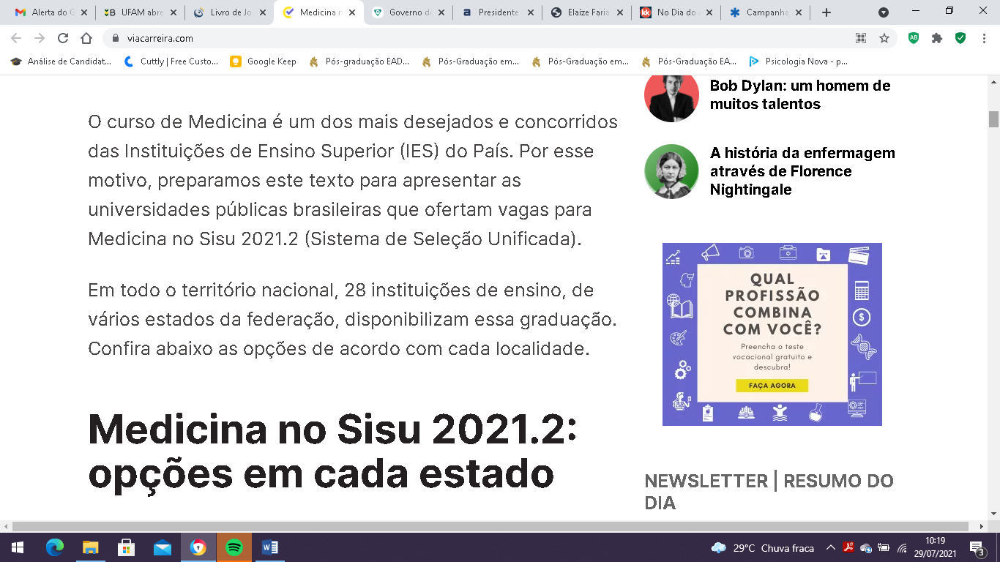 Alerta do G
UFAM abre
Livro de Jo
Medicina n
Governo d
Presidente
Elaíze Faria
No Dia do
Campanha
viacarreira.com
Análise de Candidat...
Cuttly | Free Custo...
Google Keep
Pós-graduação EAD...
Pós-Graduação em...
Pós-Graduação em...
Pós-Graduação EA...
Psicologia Nova - p...
O curso de Medicina é um dos mais desejados e concorridos
das Instituições de Ensino Superior (IES) do País. Por esse
motivo, preparamos este texto para apresentar as
universidades públicas brasileiras que ofertam vagas para
Medicina no Sisu 2021.2 (Sistema de Seleção Unificada).
Em todo o território nacional, 28 instituições de ensino, de
vários estados da federação, disponibilizam essa graduação.
Confira abaixo as opções de acordo com cada localidade.
Medicina no Sisu 2021.2:
opções em cada estado
Bob Dylan: um homem de
muitos talentos
A história da enfermagem
através de Florence
Nightingale
QUAL
PROFISSÃO
COMBINA
COM VOCÊ?
Preencha o teste
vocacional gratuito e
descubra!
FAÇA AGORA
NEWSLETTER | RESUMO DO
DIA
29°C Chuva fraca
10:19
29/07/2021
3